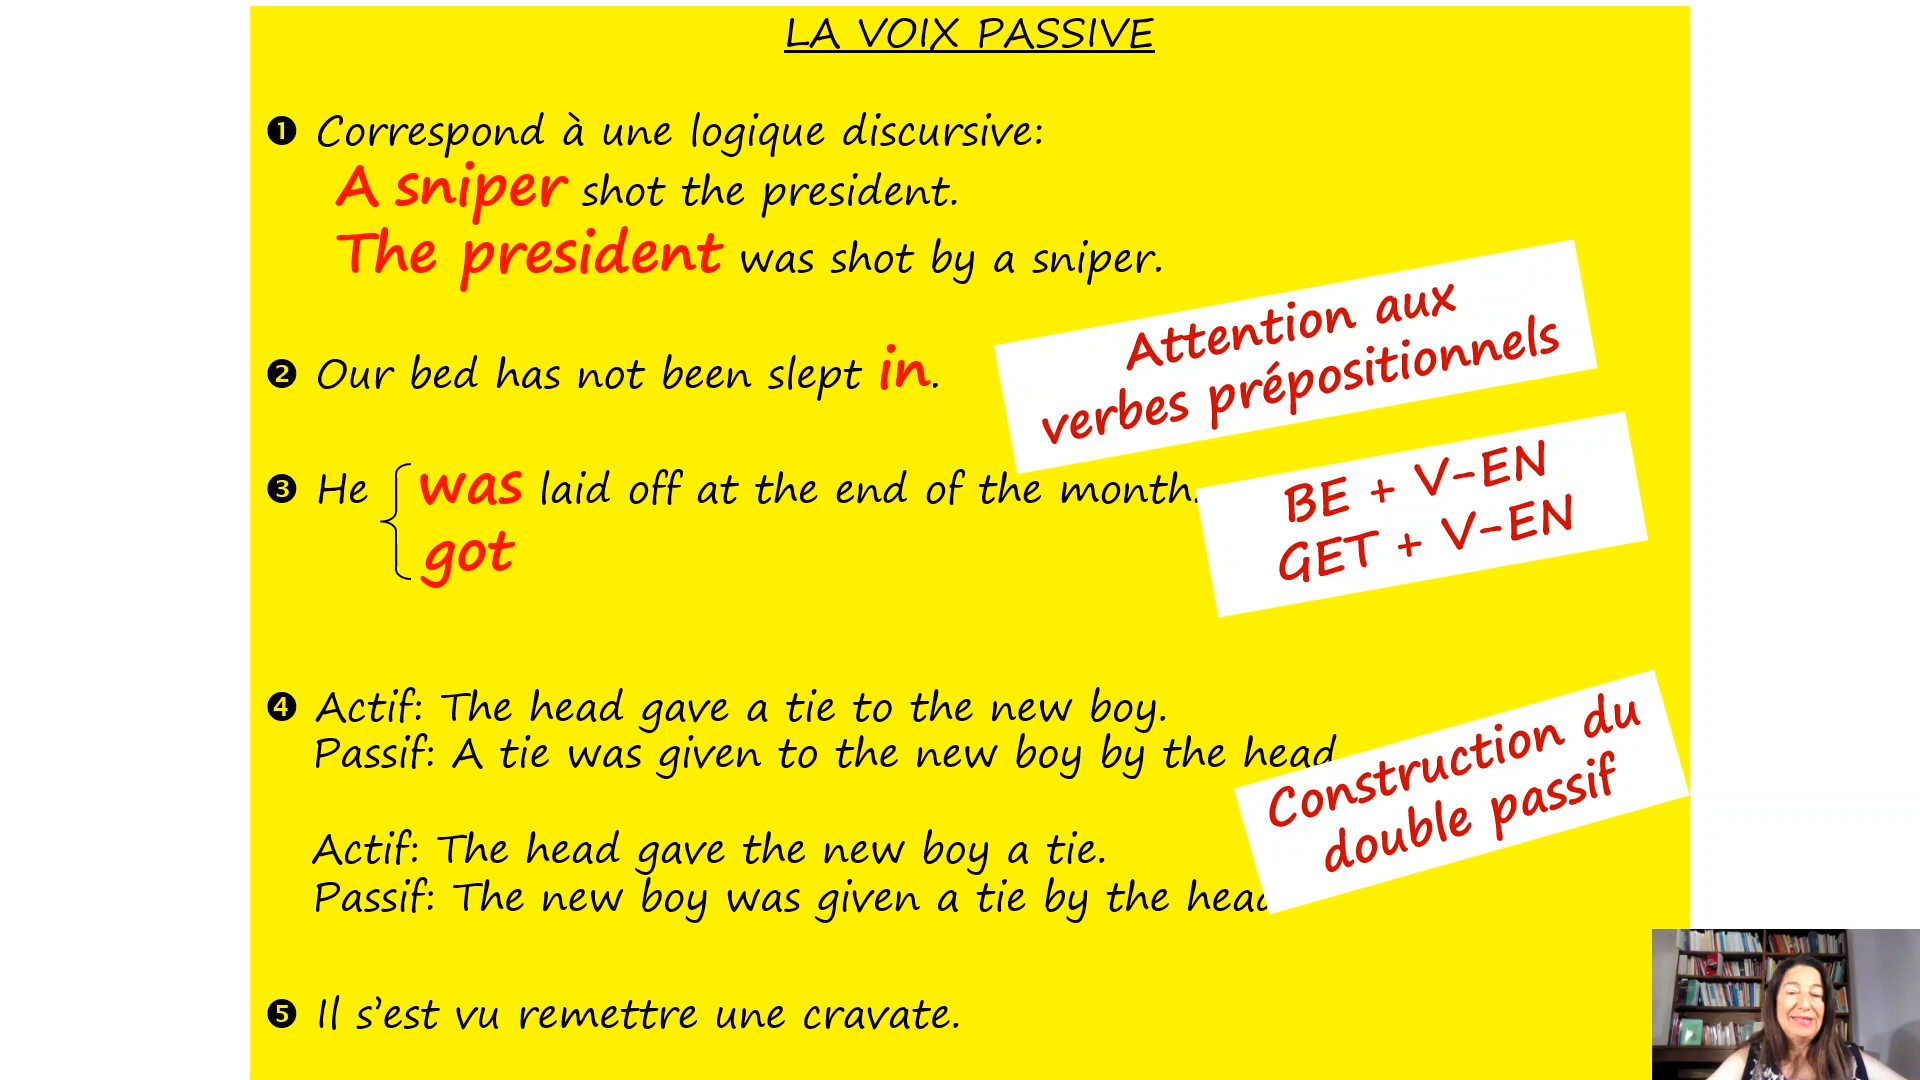 LA VOIX PASSIVE
❶ Correspond à une logique discursive:
A sniper shot the president.
The president was shot by a sniper.
Attention aux
verbes prépositionnels
❷ Our bed has not been slept in.
❸ He was laid off at the end of the month.
got
BE + V-EN
GET + V-EN
❹ Actif: The head gave a tie to the new boy.
Passif: A tie was given to the new boy by the head
Construction du
double passif
Actif: The head gave the new boy a tie.
Passif: The new boy was given a tie by the head
❺ Il s’est vu remettre une cravate.